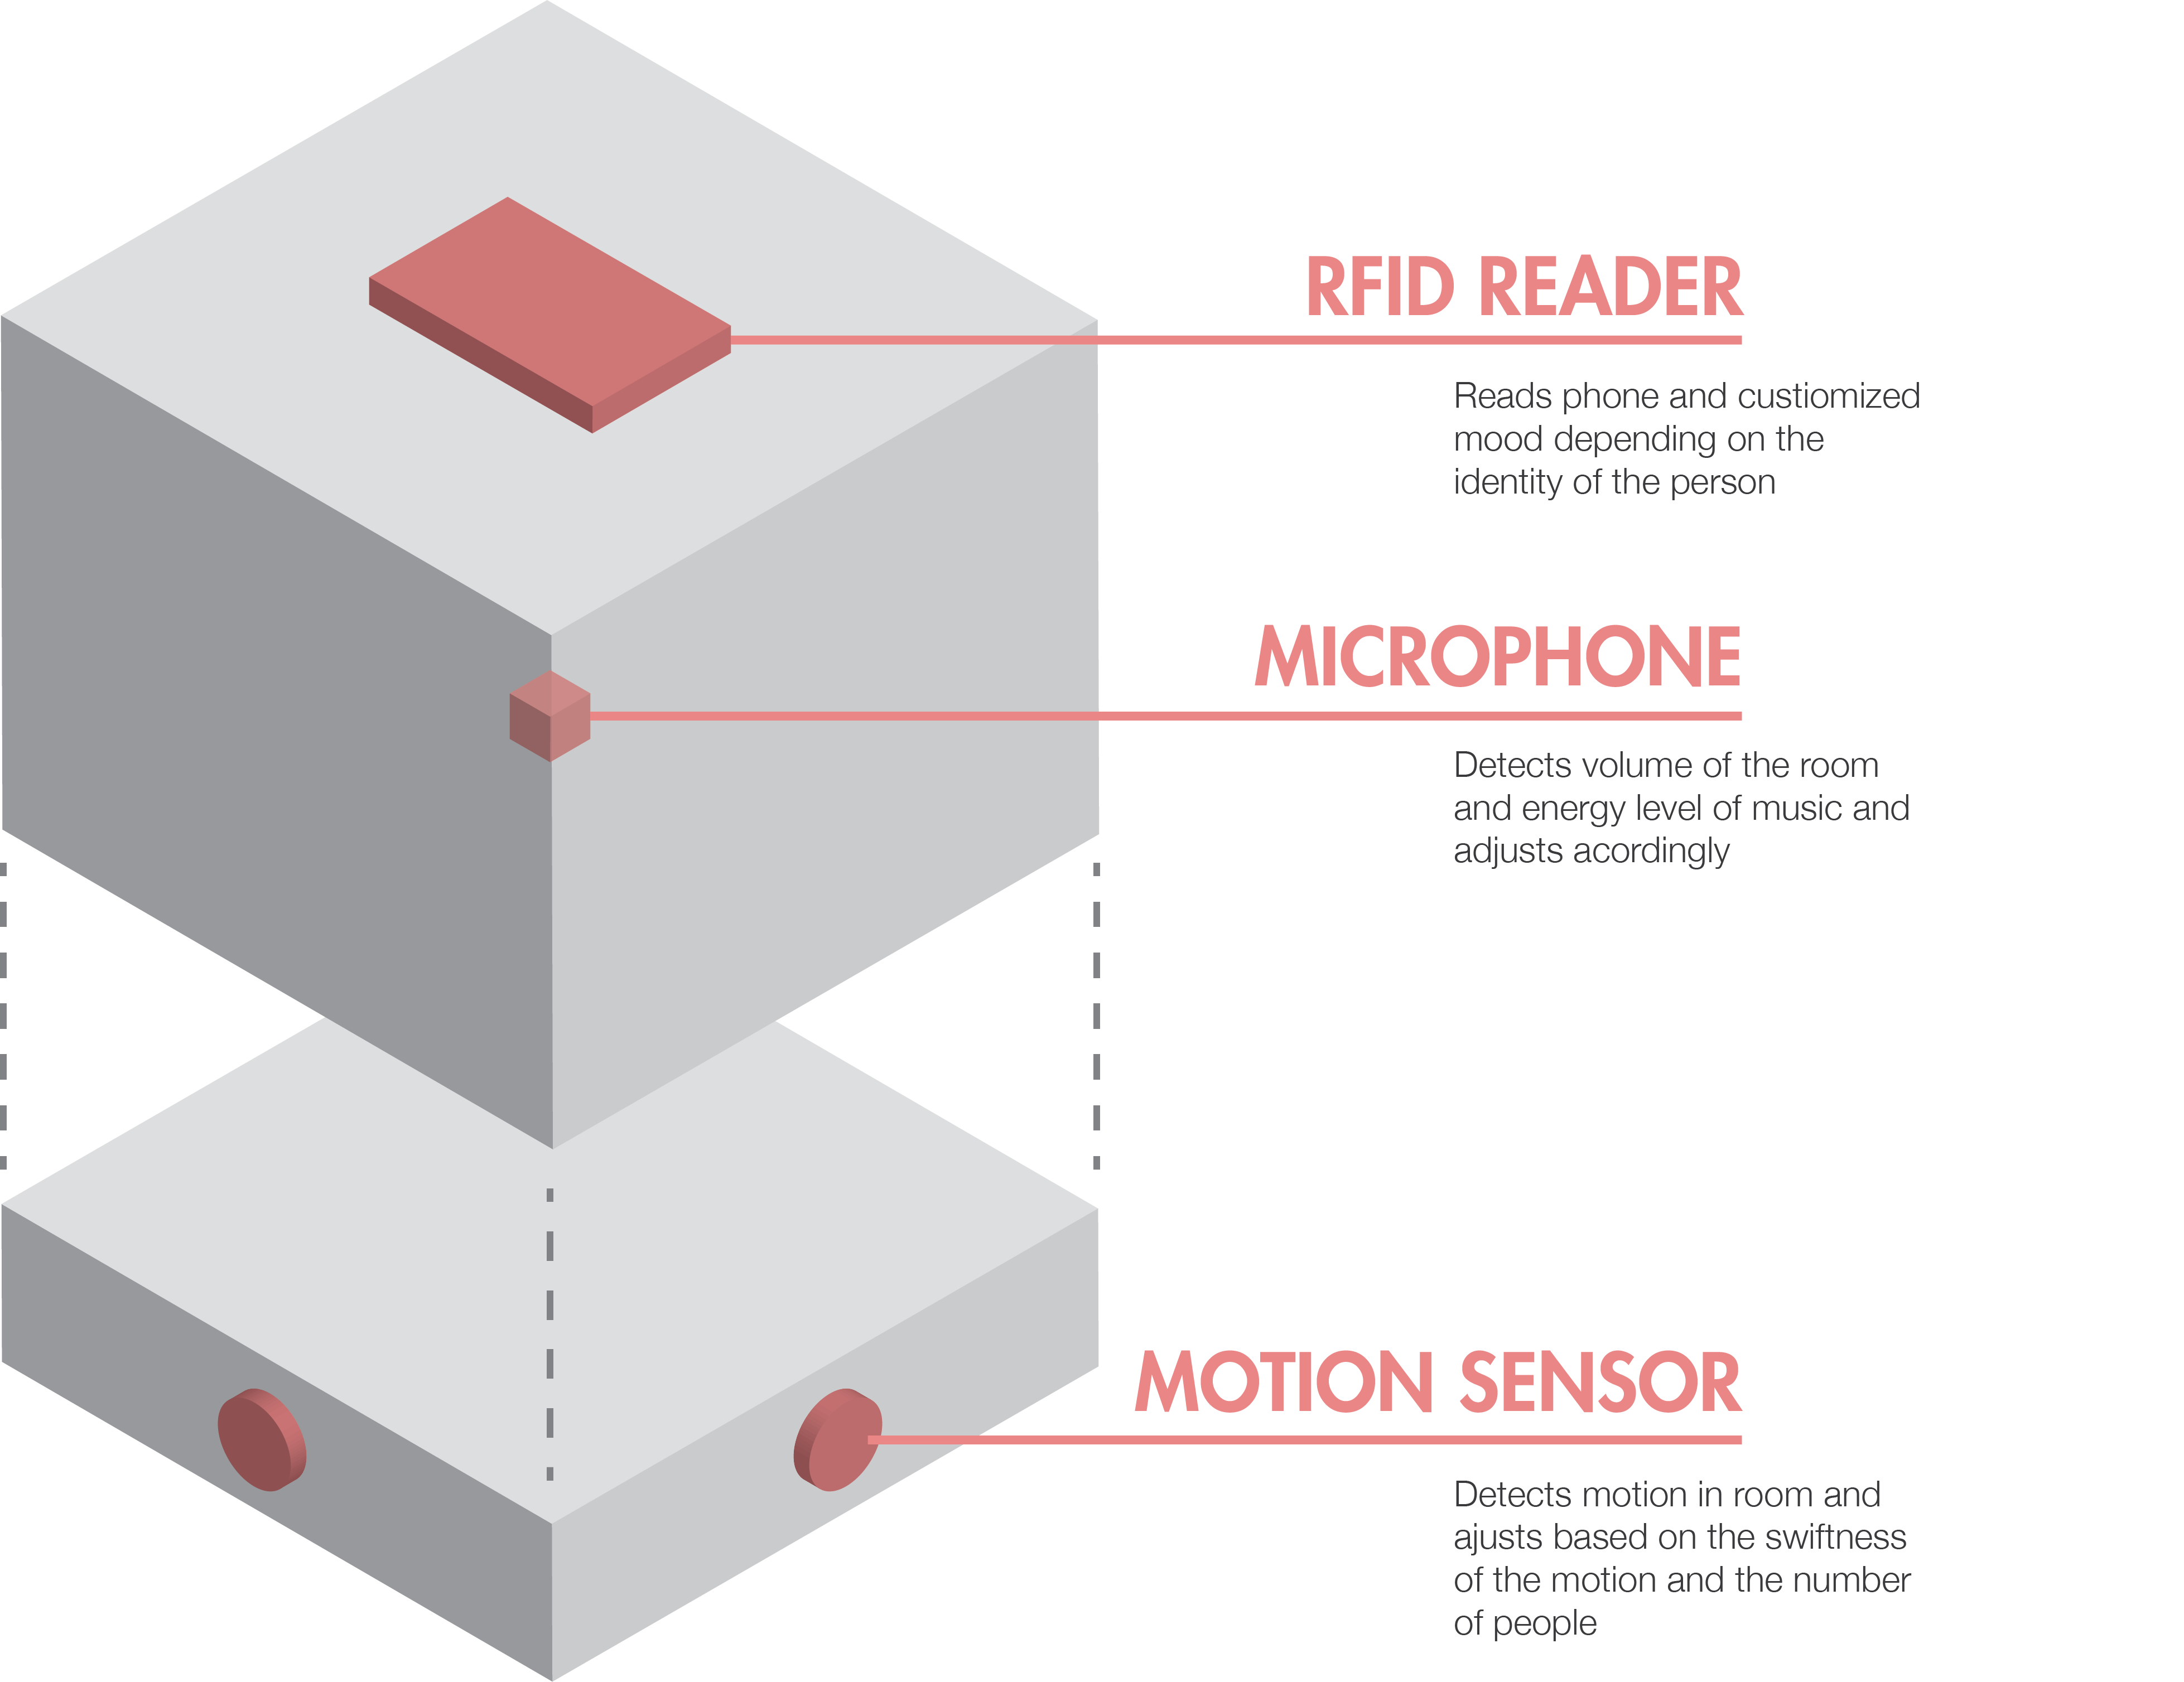 RFID READER
Reads phone and custiomized
mood depending on the
identity of the person
MICROPHONE
Detects volume of the room
and energy level of music and
adjusts acordingly
MOTION SENSOR
Detects motion in room and
ajusts based on the swiftness
of the motion and the number
of people